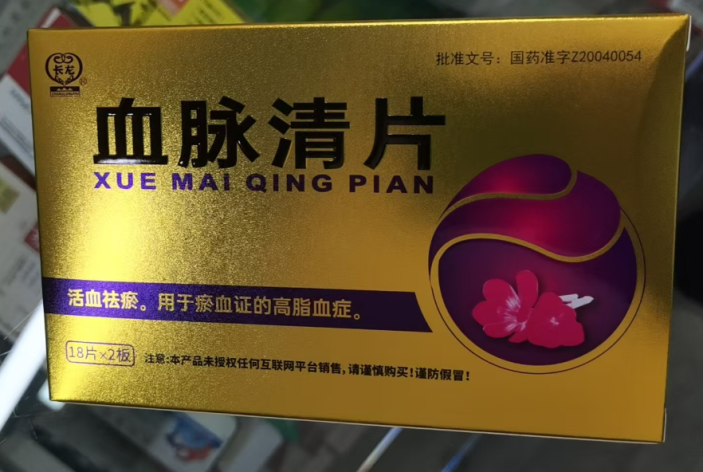 长龙
®
批准文号：国药准字Z20040054
血脉清片
XUE MAI QING PIAN
活血祛瘀。用于瘀血证的高脂血症。
18片×2板
注意:本产品未授权任何互联网平台销售,请谨慎购买!谨防假冒!